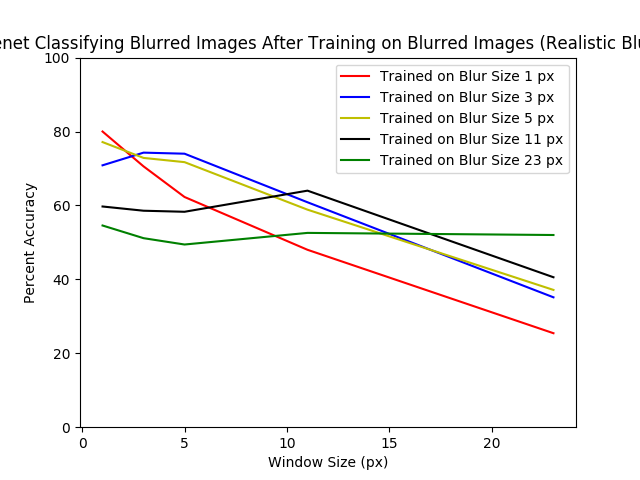 Classifying Blurred Images After Training on Blurred Images (Realistic
Trained on Blur Size 1 px
Trained on Blur Size 3 px
Trained on Blur Size 5 px
Trained on Blur Size 11 px
Trained on Blur Size 23 px
Percent Accuracy
100
80
60
40
20
0
0 5 10 15 20
Window Size (px)